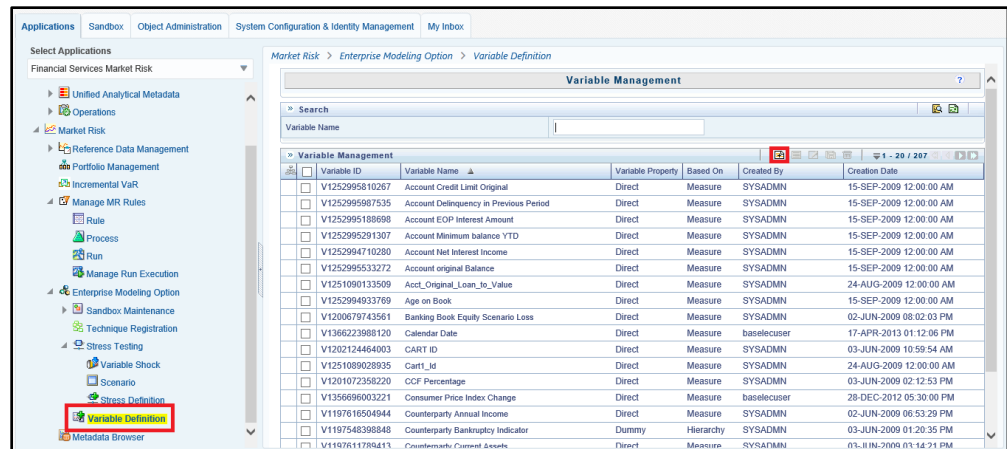 Applications Sandbox Object Administration System Configuration & Identity Management My Inbox
Select Applications
Financial Services Market Risk
Unified Analytical Metadata
Operations
Market Risk
Reference Data Management
Portfolio Management
Incremental VaR
Manage MR Rules
Rule
Process
Run
Manage Run Execution
Enterprise Modeling Option
Sandbox Maintenance
Technique Registration
Stress Testing
Variable Shock
Scenario
Stress Definition
Variable Definition
Metadata Browser
Market Risk > Enterprise Modeling Option > Variable Definition
Variable Management ?
» Search
Variable Name
» Variable Management 1 - 20 / 207
Variable ID Variable Name Variable Property Based On Created By Creation Date
V1252995810267 Account Credit Limit Original Direct Measure SYSADMN 15-SEP-2009 12:00:00 AM
V1252995987535 Account Delinquency in Previous Period Direct Measure SYSADMN 15-SEP-2009 12:00:00 AM
V1252995188698 Account EOP Interest Amount Direct Measure SYSADMN 15-SEP-2009 12:00:00 AM
V1252995291307 Account Minimum balance YTD Direct Measure SYSADMN 15-SEP-2009 12:00:00 AM
V1252994710280 Account Net Interest Income Direct Measure SYSADMN 15-SEP-2009 12:00:00 AM
V1252995533272 Account original Balance Direct Measure SYSADMN 15-SEP-2009 12:00:00 AM
V1251090133509 Acct_Original_Loan_to_Value Direct Measure SYSADMN 24-AUG-2009 12:00:00 AM
V1252994933769 Age on Book Direct Measure SYSADMN 15-SEP-2009 12:00:00 AM
V1200679743561 Banking Book Equity Scenario Loss Direct Measure SYSADMN 02-JUN-2009 08:02:03 PM
V1366223988120 Calendar Date Direct Measure baselecuser 17-APR-2013 01:12:06 PM
V1202124464003 CART ID Direct Measure SYSADMN 03-JUN-2009 10:59:54 AM
V1251089028935 Cart1_Id Direct Measure SYSADMN 24-AUG-2009 12:00:00 AM
V1201072358220 CCF Percentage Direct Measure SYSADMN 03-JUN-2009 02:12:53 PM
V1356696003221 Consumer Price Index Change Direct Measure baselecuser 28-DEC-2012 05:30:00 PM
V1197616504944 Counterparty Annual Income Direct Measure SYSADMN 02-JUN-2009 06:53:29 PM
V1197548398848 Counterparty Bankruptcy Indicator Dummy Hierarchy SYSADMN 03-JUN-2009 01:20:35 PM
V1197611789413 Counterparty Current Assets Direct Measure SYSADMN 03-JUN-2009 03:14:21 PM